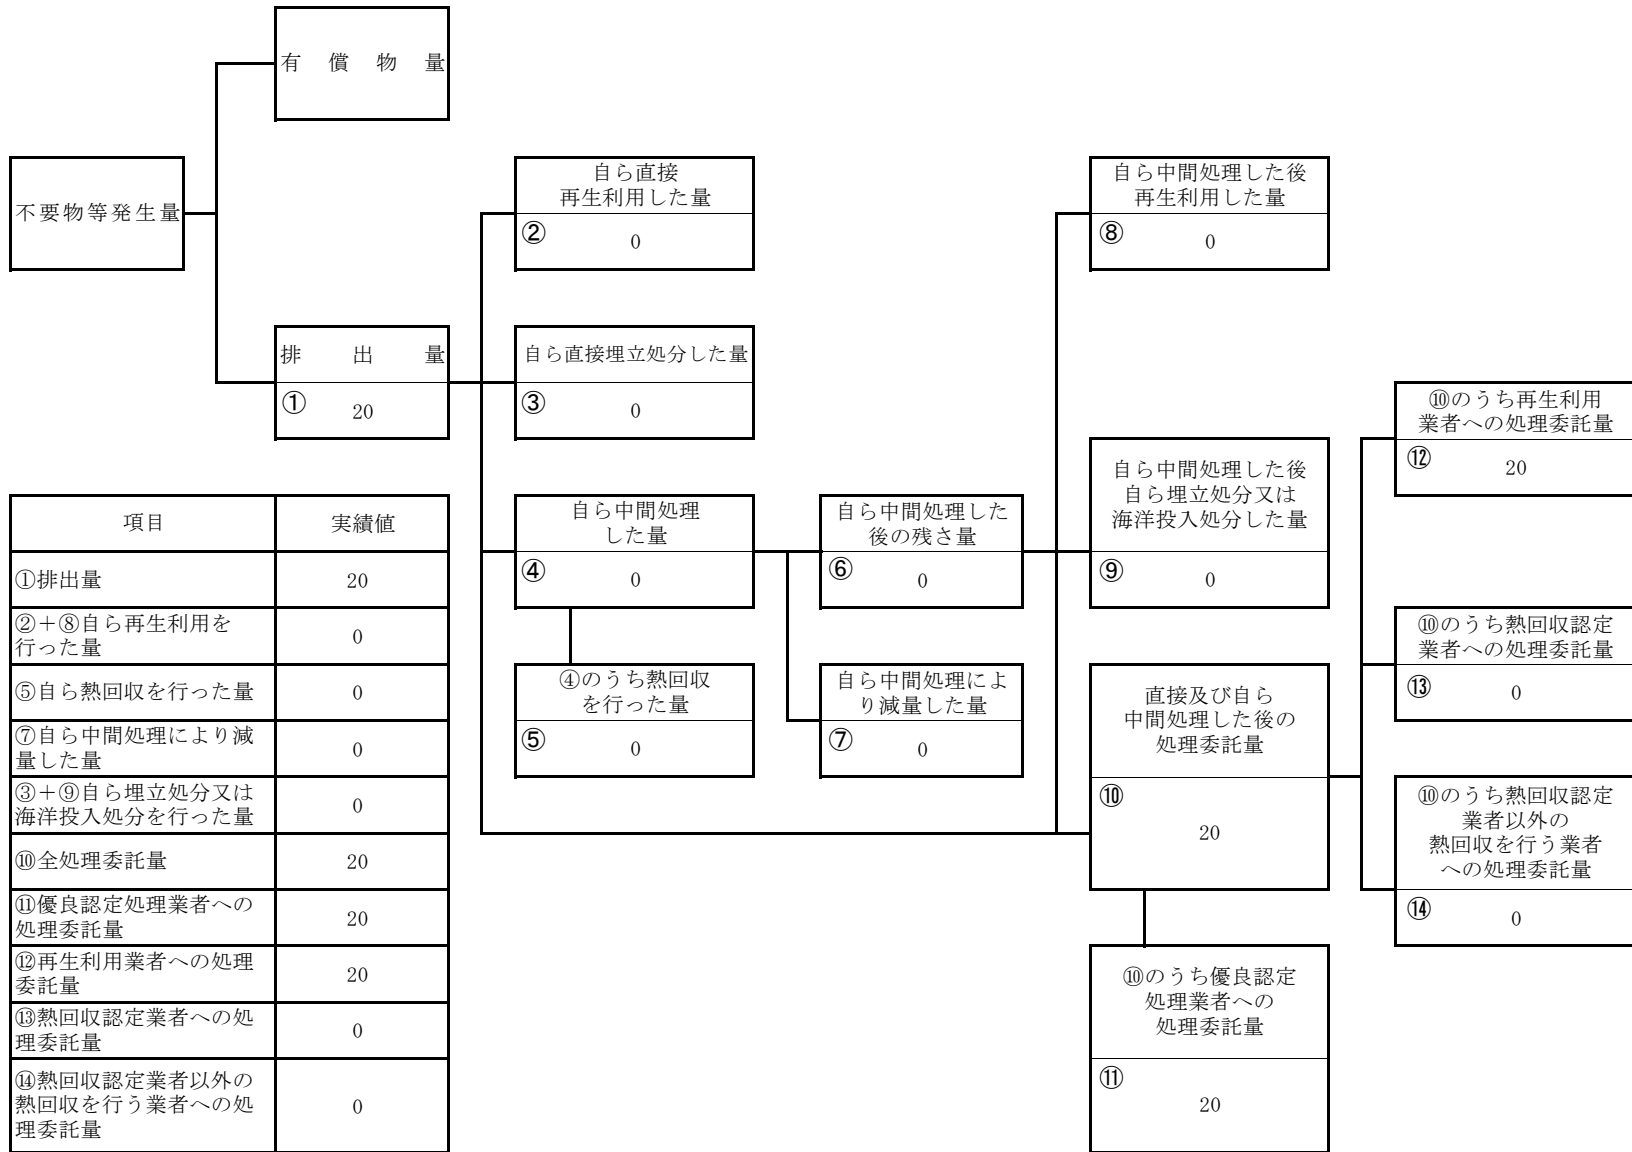 有償物量
不要物等発生量
排出量
① 20
自ら直接
再生利用した量
② 0
自ら直接埋立処分した量
③ 0
自ら中間処理
した量
④ 0
④のうち熱回収
を行った量
⑤ 0
自ら中間処理した
後の残さ量
⑥ 0
自ら中間処理によ
り減量した量
⑦ 0
自ら中間処理した後
再生利用した量
⑧ 0
自ら中間処理した後
自ら埋立処分又は
海洋投入処分した量
⑨ 0
直接及び自ら
中間処理した後の
処理委託量
⑩
20
⑩のうち優良認定
処理業者への
処理委託量
⑪
20
⑩のうち再生利用
業者への処理委託量
⑫ 20
⑩のうち熱回収認定
業者への処理委託量
⑬ 0
⑩のうち熱回収認定
業者以外の
熱回収を行う業者
への処理委託量
⑭ 0
項目 実績値
①排出量 20
②+⑧自ら再生利用を
行った量 0
⑤自ら熱回収を行った量 0
⑦自ら中間処理により減
量した量 0
③+⑨自ら埋立処分又は
海洋投入処分を行った量 0
⑩全処理委託量 20
⑪優良認定処理業者への
処理委託量 20
⑫再生利用業者への処理
委託量 20
⑬熱回収認定業者への処
理委託量 0
⑭熱回収認定業者以外の
熱回収を行う業者への処
理委託量 0